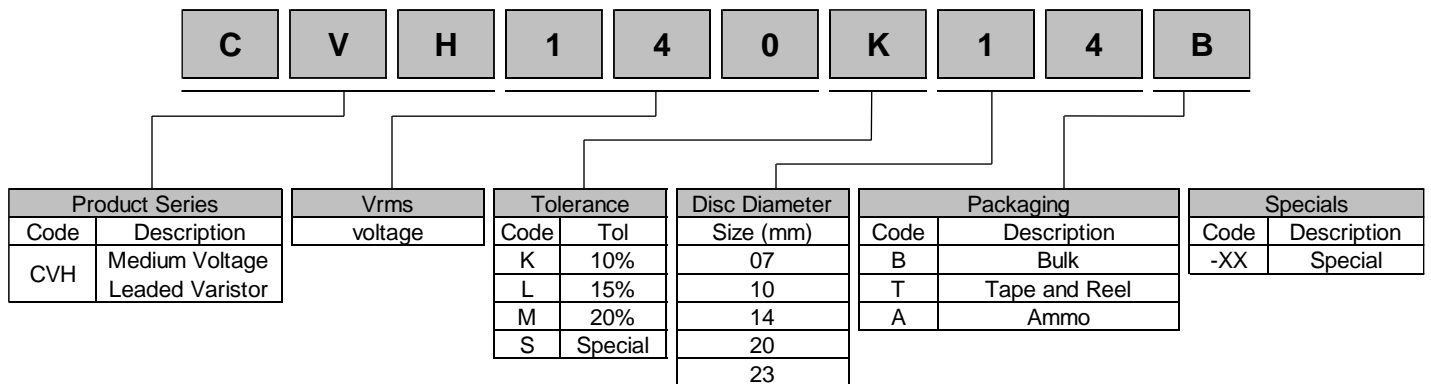 C V H 1 4 0 K 1 4 B
Product Series Vrms Tolerance Disc Diameter Packaging Specials
Code Description voltage Code Tol Size (mm) Code Description Code Description
CVH Medium Voltage Leaded Varistor K 10% 07 B Bulk -XX Special
L 15% 10 T Tape and Reel
M 20% 14 A Ammo
S Special 20
23